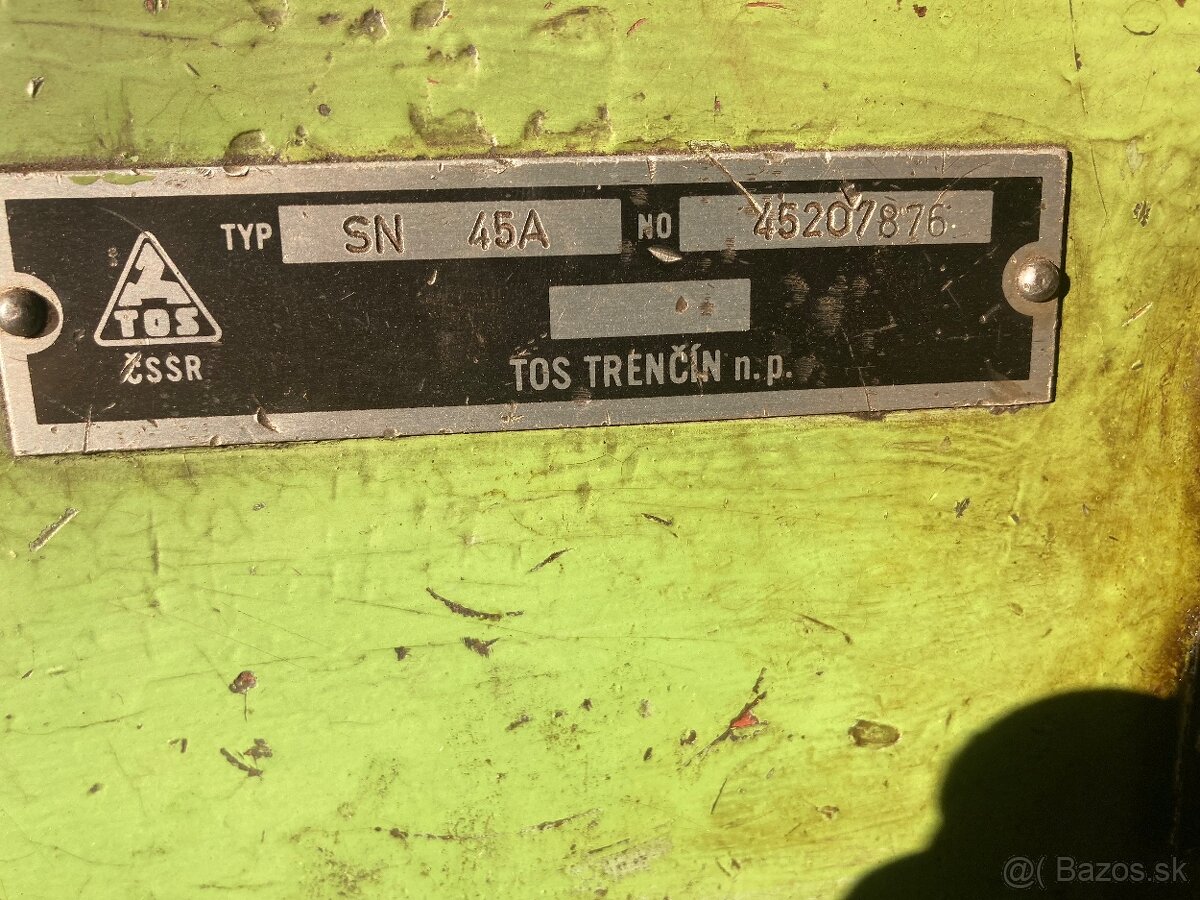 TYP SN 45A NO 45207876
TOS
ČSSR
TOS TRENČÍN n.p.
@( Bazos.sk